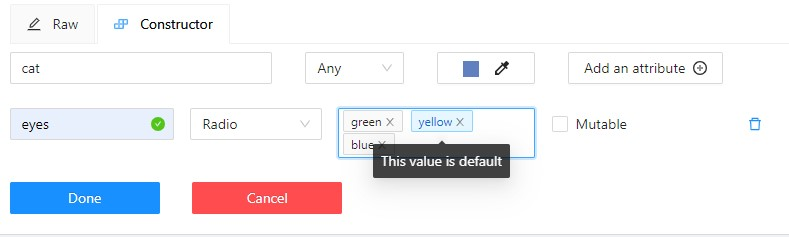 Raw
Constructor
cat
Any
Add an attribute
eyes
Radio
green
yellow
blue
Mutable
This value is default
Done
Cancel